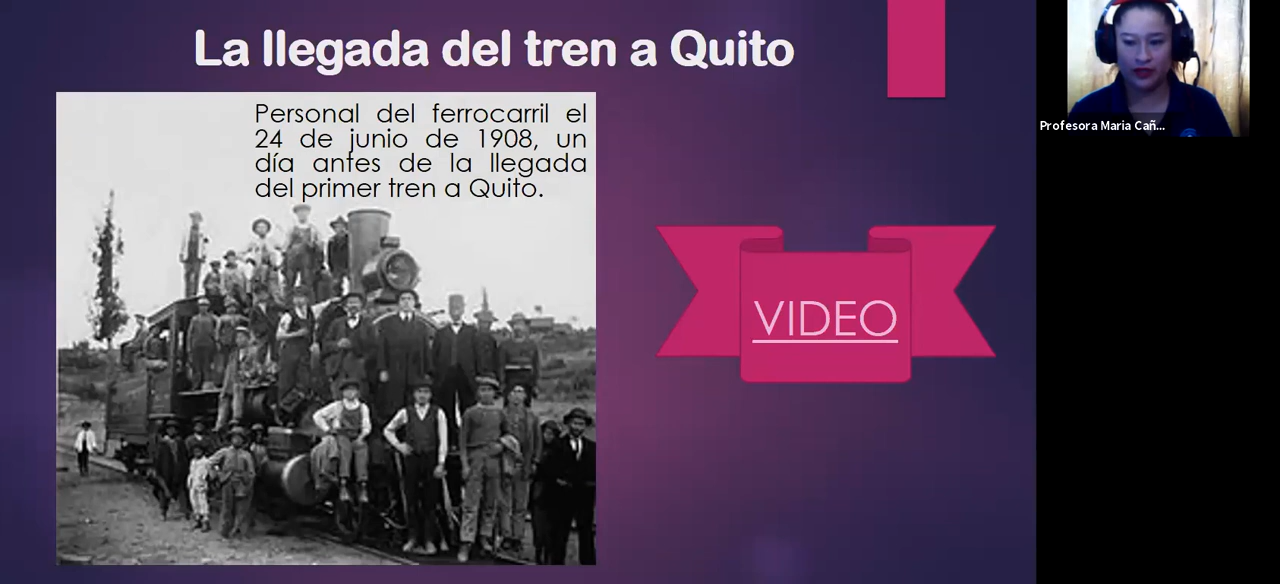 La llegada del tren a Quito
Personal del ferrocarril el
24 de junio de 1908, un
día antes de la llegada
del primer tren a Quito.
VIDEO
Profesora Maria Cañ...